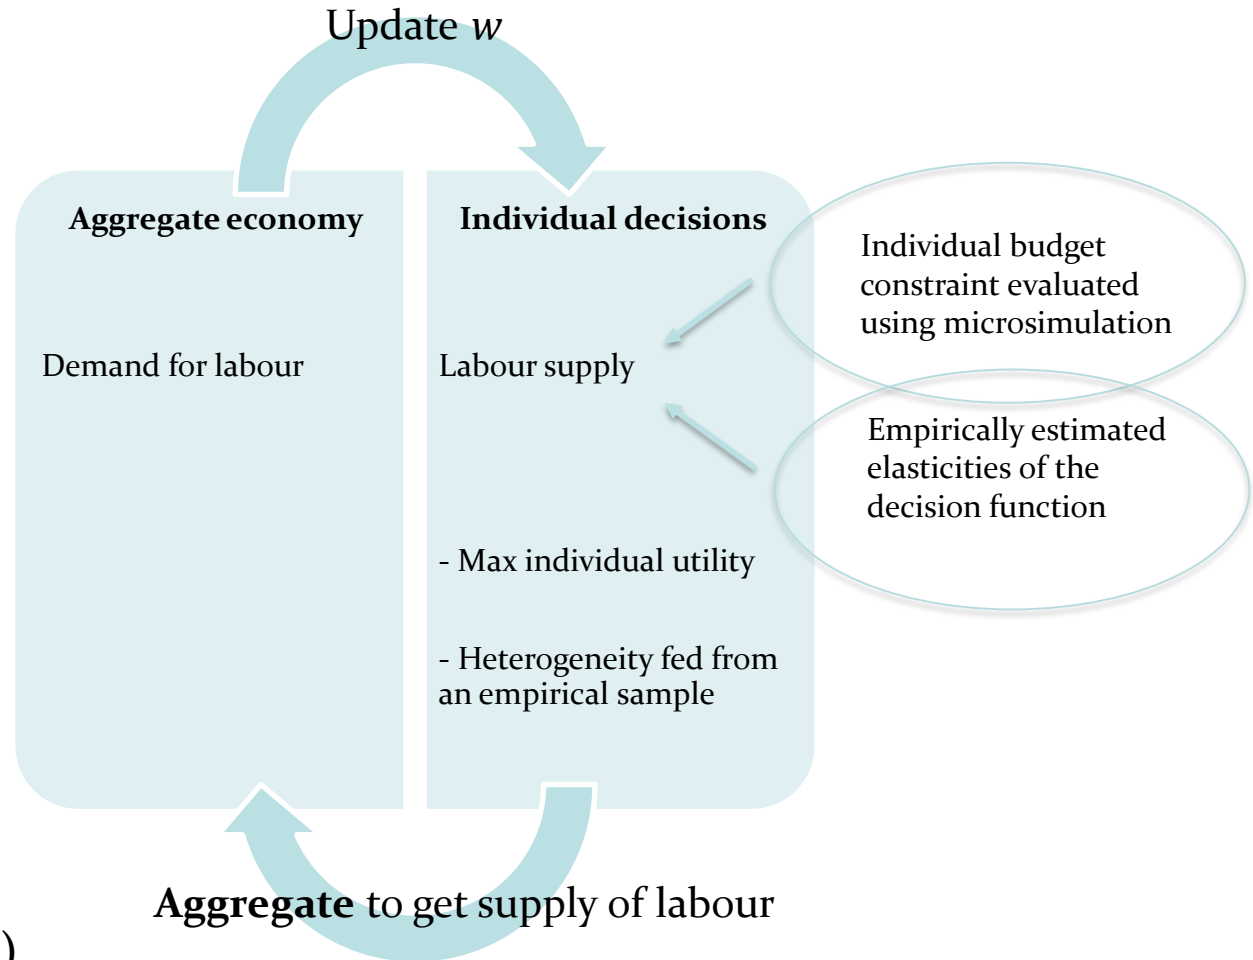 Update w
Aggregate economy
Individual decisions
Individual budget
constraint evaluated
using microsimulation
Demand for labour
Labour supply
Empirically estimated
elasticities of the
decision function
- Max individual utility
- Heterogeneity fed from
an empirical sample
Aggregate to get supply of labour
)